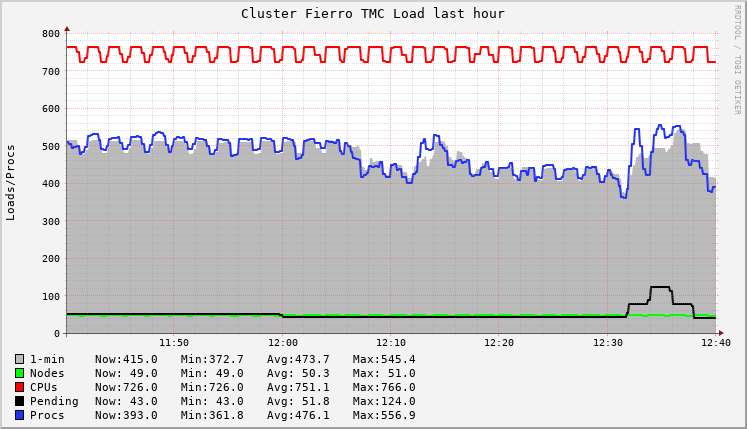 Cluster Fierro TMC Load last hour
RRDTOOL / TOBI OETIKER
Loads/Procs
800
700
600
500
400
300
200
100
0
11:50 12:00 12:10 12:20 12:30 12:40
1-min Now:415.0 Min:372.7 Avg:473.7 Max:545.4
Nodes Now: 49.0 Min: 49.0 Avg: 50.3 Max: 51.0
CPUs Now:726.0 Min:726.0 Avg:751.1 Max:766.0
Pending Now: 43.0 Min: 43.0 Avg: 51.8 Max:124.0
Procs Now:393.0 Min:361.8 Avg:476.1 Max:556.9